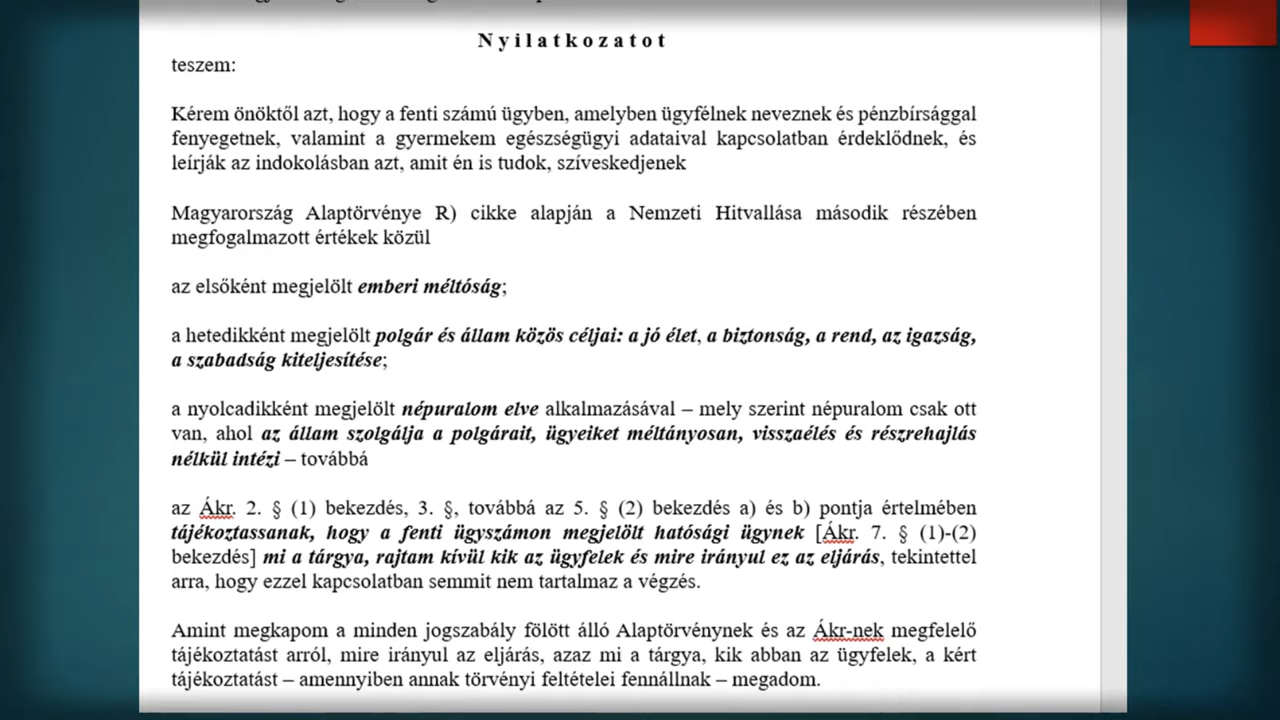 Nyilatkozatot
teszem:
Kérem önöktől azt, hogy a fenti számú ügyben, amelyben ügyfélnek neveznek és pénzbírsággal
fenyegetnek, valamint a gyermekem egészségügyi adataival kapcsolatban érdeklődnek, és
leírják az indokolásban azt, amit én is tudok, szíveskedjenek
Magyarország Alaptörvénye R) cikke alapján a Nemzeti Hitvallása második részében
megfogalmazott értékek közül
az elsőként megjelölt emberi méltóság;
a hetedikként megjelölt polgár és állam közös céljai: a jó élet, a biztonság, a rend, az igazság,
a szabadság kiteljesítése;
a nyolcadikként megjelölt népuralom elve alkalmazásával – mely szerint népuralom csak ott
van, ahol az állam szolgálja a polgárait, ügyeiket méltányosan, visszaélés és részrehajlás
nélkül intézi – továbbá
az Ákr. 2. § (1) bekezdés, 3. §, továbbá az 5. § (2) bekezdés a) és b) pontja értelmében
tájékoztassanak, hogy a fenti ügyszámon megjelölt hatósági ügynek [Ákr. 7. § (1)-(2)
bekezdés] mi a tárgya, rajtam kívül kik az ügyfelek és mire irányul ez az eljárás, tekintettel
arra, hogy ezzel kapcsolatban semmit nem tartalmaz a végzés.
Amint megkapom a minden jogszabály fölött álló Alaptörvénynek és az Ákr-nek megfelelő
tájékoztatást arról, mire irányul az eljárás, azaz mi a tárgya, kik abban az ügyfelek, a kért
tájékoztatást – amennyiben annak törvényi feltételei fennállnak – megadom.